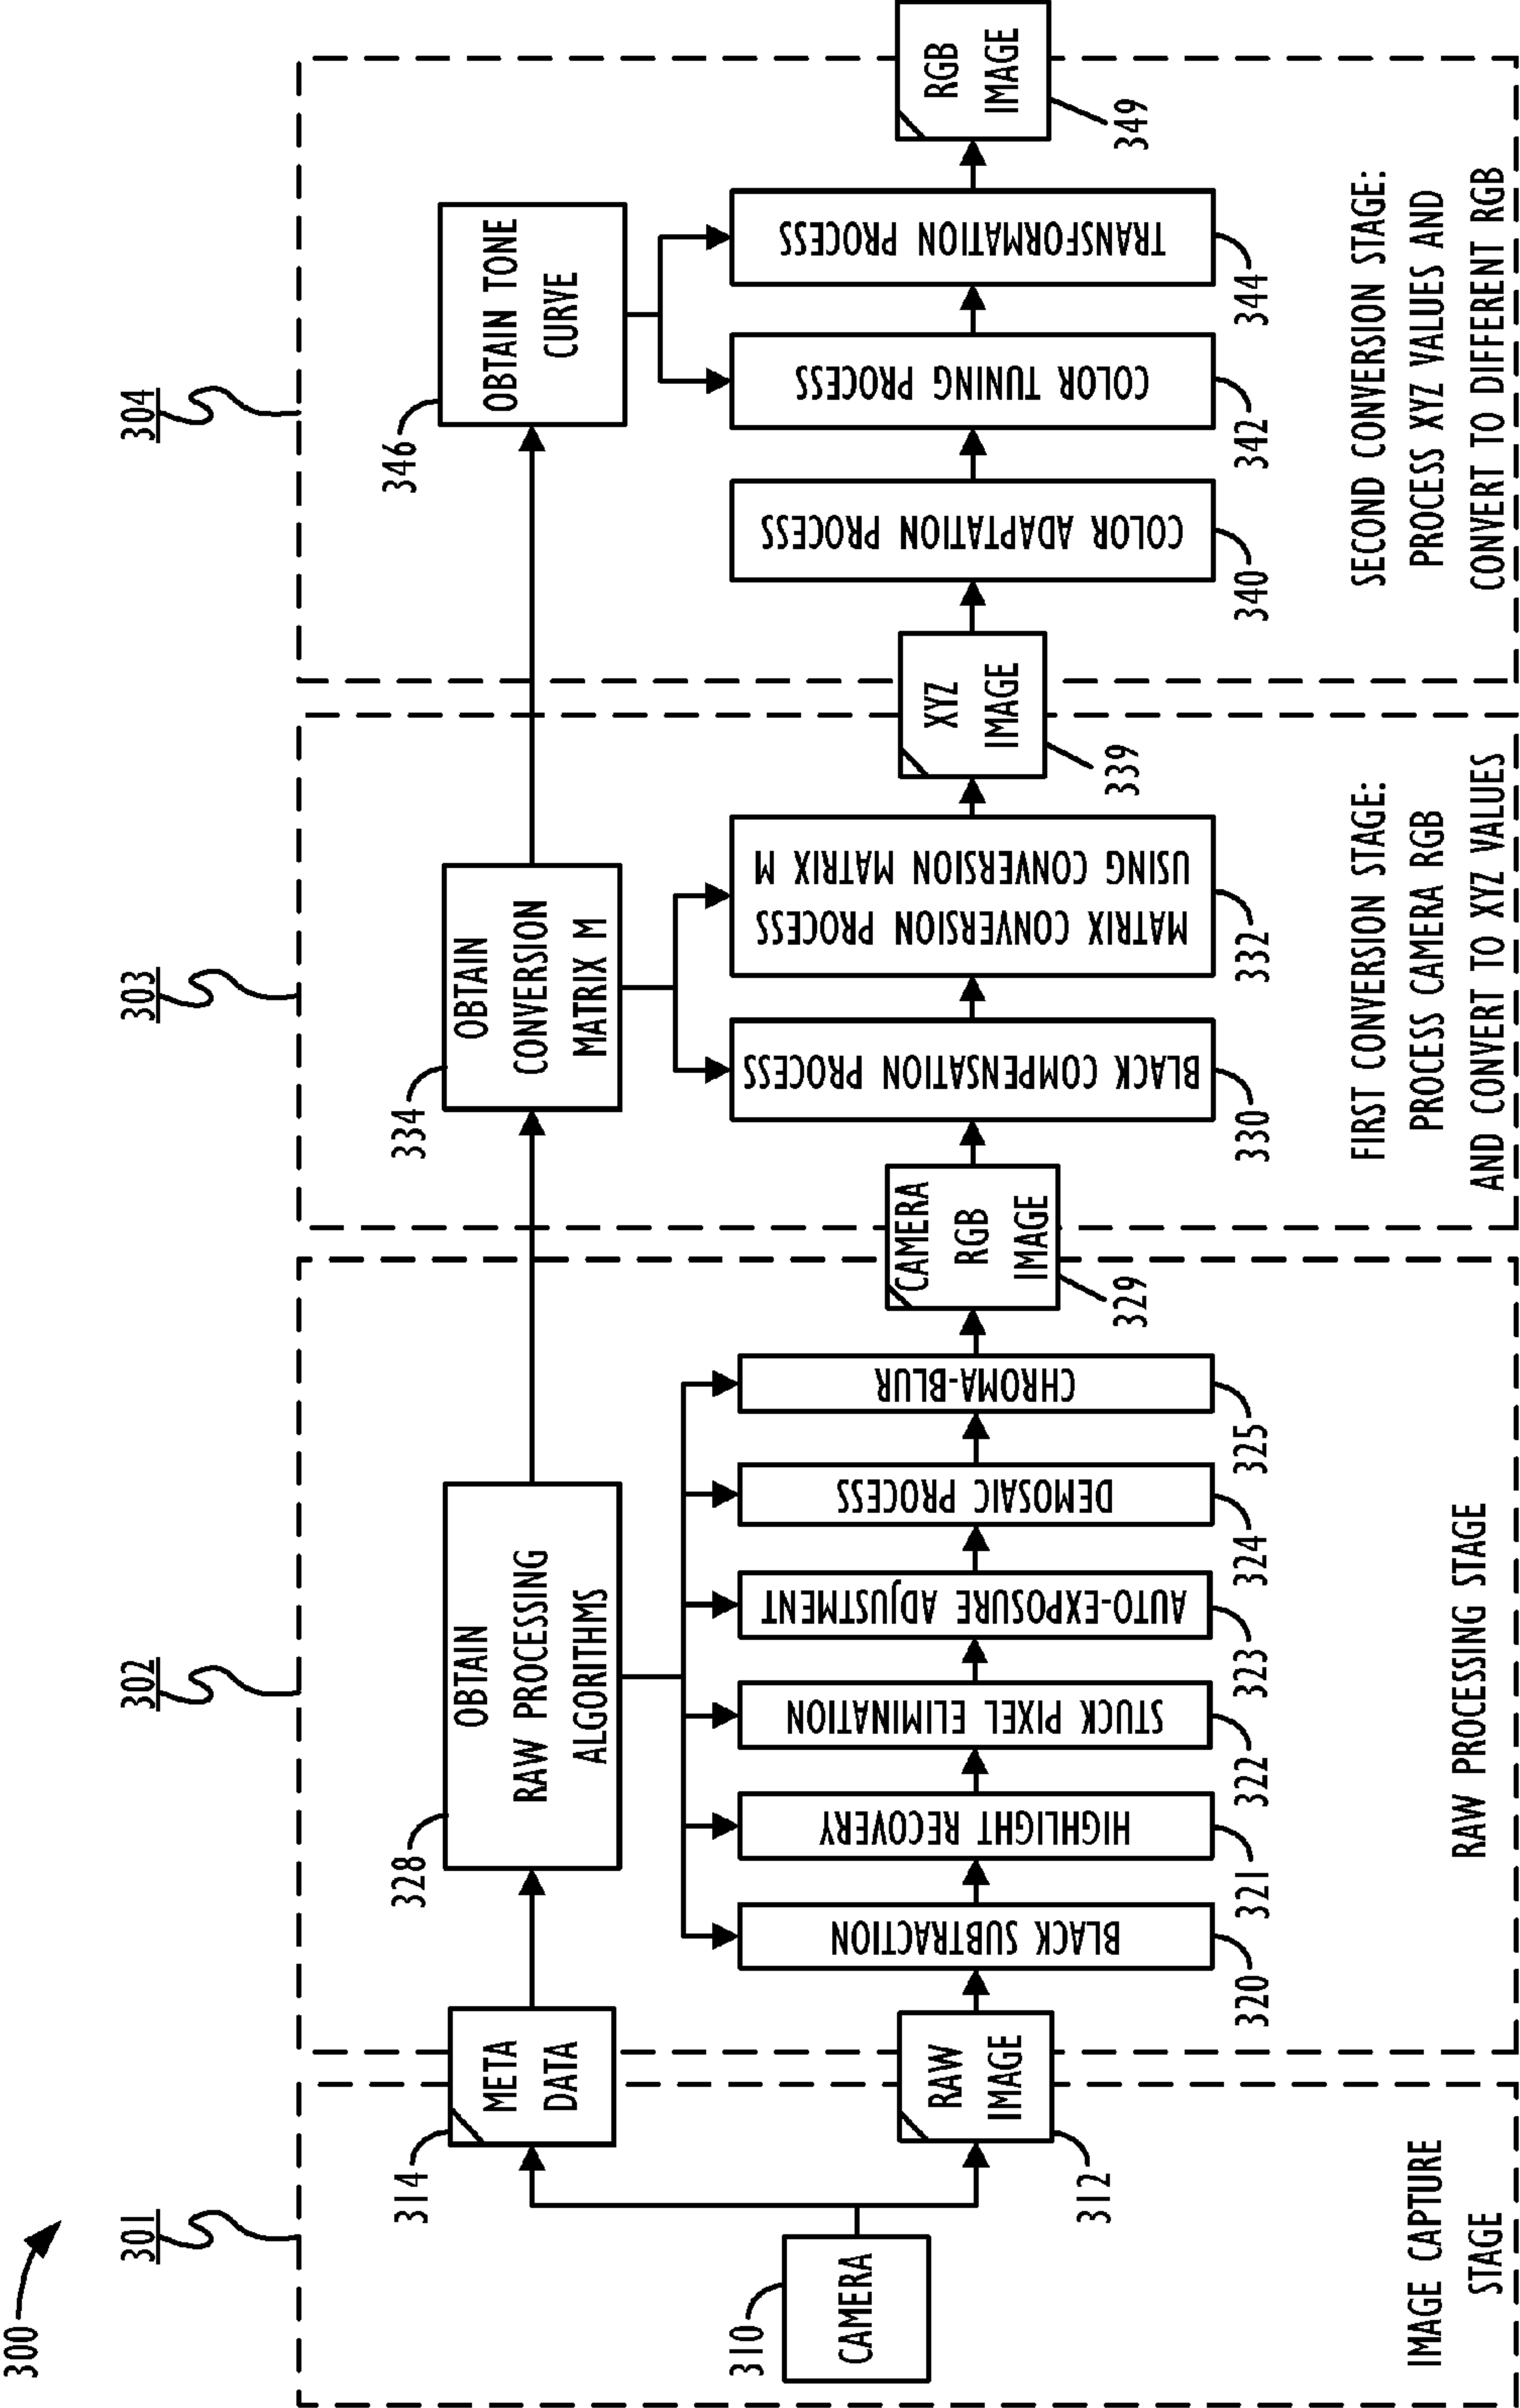 300
301
302
303
304
310
CAMERA
314
META
DATA
312
RAW
IMAGE
IMAGE CAPTURE
STAGE
328
OBTAIN
RAW PROCESSING
ALGORITHMS
BLACK SUBTRACTION
320
HIGHLIGHT RECOVERY
321
STUCK PIXEL ELIMINATION
322
AUTO-EXPOSURE ADJUSTMENT
323
DEMOSAIC PROCESS
324
CHROMA-BLUR
325
CAMERA
RGB
IMAGE
329
RAW PROCESSING STAGE
334
OBTAIN
CONVERSION
MATRIX M
BLACK COMPENSATION PROCESS
330
MATRIX CONVERSION PROCESS
USING CONVERSION MATRIX M
332
XYZ
IMAGE
339
FIRST CONVERSION STAGE:
PROCESS CAMERA RGB
AND CONVERT TO XYZ VALUES
346
OBTAIN TONE
CURVE
COLOR ADAPTATION PROCESS
340
COLOR TUNING PROCESS
342
TRANSFORMATION PROCESS
344
RGB
IMAGE
349
SECOND CONVERSION STAGE:
PROCESS XYZ VALUES AND
CONVERT TO DIFFERENT RGB